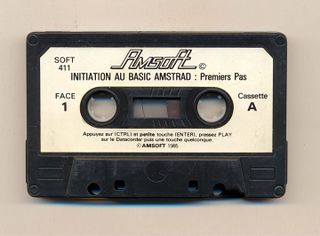 SOFT
411
Amsoft ©
INITIATION AU BASIC AMSTRAD : Premiers Pas
FACE
1
Cassette
A
Appuyez sur (CTRL) et petite touche (ENTER), pressez PLAY
sur le Datacorder puis une touche quelconque.
© AMSOFT 1985